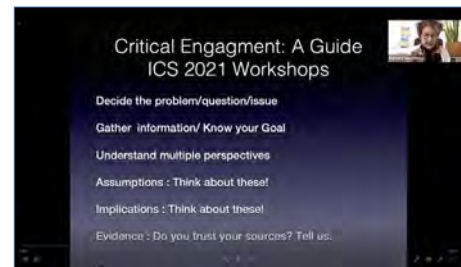 Critical Engagment: A Guide
ICS 2021 Workshops
Decide the problem/question/issue
Gather information/ Know your Goal
Understand multiple perspectives
Assumptions : Think about these!
Implications : Think about these!
Evidence : Do you trust your sources? Tell us.